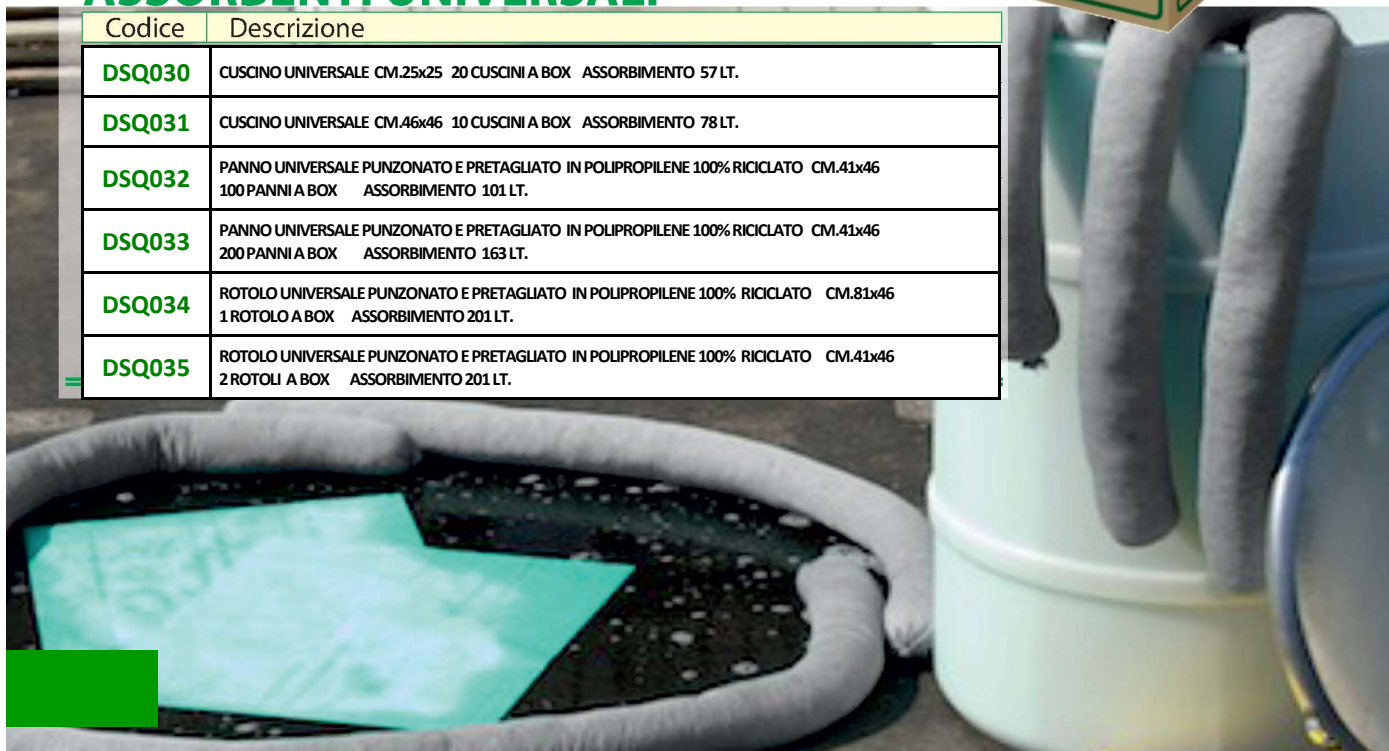 ASSORBENTI UNIVERSALI
Codice Descrizione
DSQ030 CUSCINO UNIVERSALE CM.25x25 20 CUSCINI A BOX ASSORBIMENTO 57 LT.
DSQ031 CUSCINO UNIVERSALE CM.46x46 10 CUSCINI A BOX ASSORBIMENTO 78 LT.
DSQ032 PANNO UNIVERSALE PUNZONATO E PRETAGLIATO IN POLIPROPILENE 100% RICICLATO CM.41x46
100 PANNI A BOX ASSORBIMENTO 101 LT.
DSQ033 PANNO UNIVERSALE PUNZONATO E PRETAGLIATO IN POLIPROPILENE 100% RICICLATO CM.41x46
200 PANNI A BOX ASSORBIMENTO 163 LT.
DSQ034 ROTOLO UNIVERSALE PUNZONATO E PRETAGLIATO IN POLIPROPILENE 100% RICICLATO CM.81x46
1 ROTOLO A BOX ASSORBIMENTO 201 LT.
DSQ035 ROTOLO UNIVERSALE PUNZONATO E PRETAGLIATO IN POLIPROPILENE 100% RICICLATO CM.41x46
2 ROTOLI A BOX ASSORBIMENTO 201 LT.